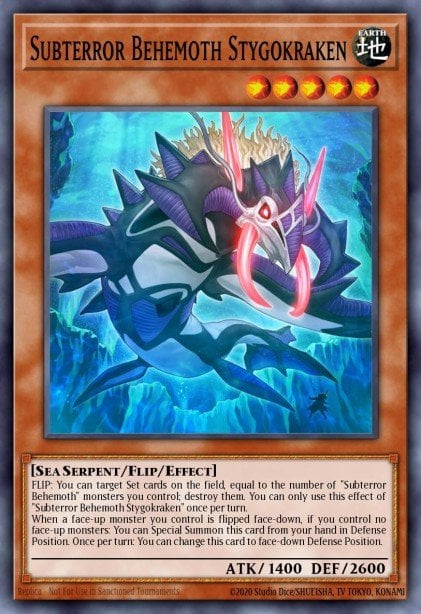 Subterror Behemoth Stygokraken
EARTH
地
[Sea Serpent/Flip/Effect]
FLIP: You can target Set cards on the field, equal to the number of "Subterror
Behemoth" monsters you control; destroy them. You can only use this effect of
"Subterror Behemoth Stygokraken" once per turn.
When a face-up monster you control is flipped face-down, if you control no
face-up monsters: You can Special Summon this card from your hand in Defense
Position. Once per turn: You can change this card to face-down Defense Position.
ATK/1400 DEF/2600
Replica - Not For Use in Sanctioned Tournaments
©2020 Studio Dice/SHUEISHA, TV TOKYO, KONAMI